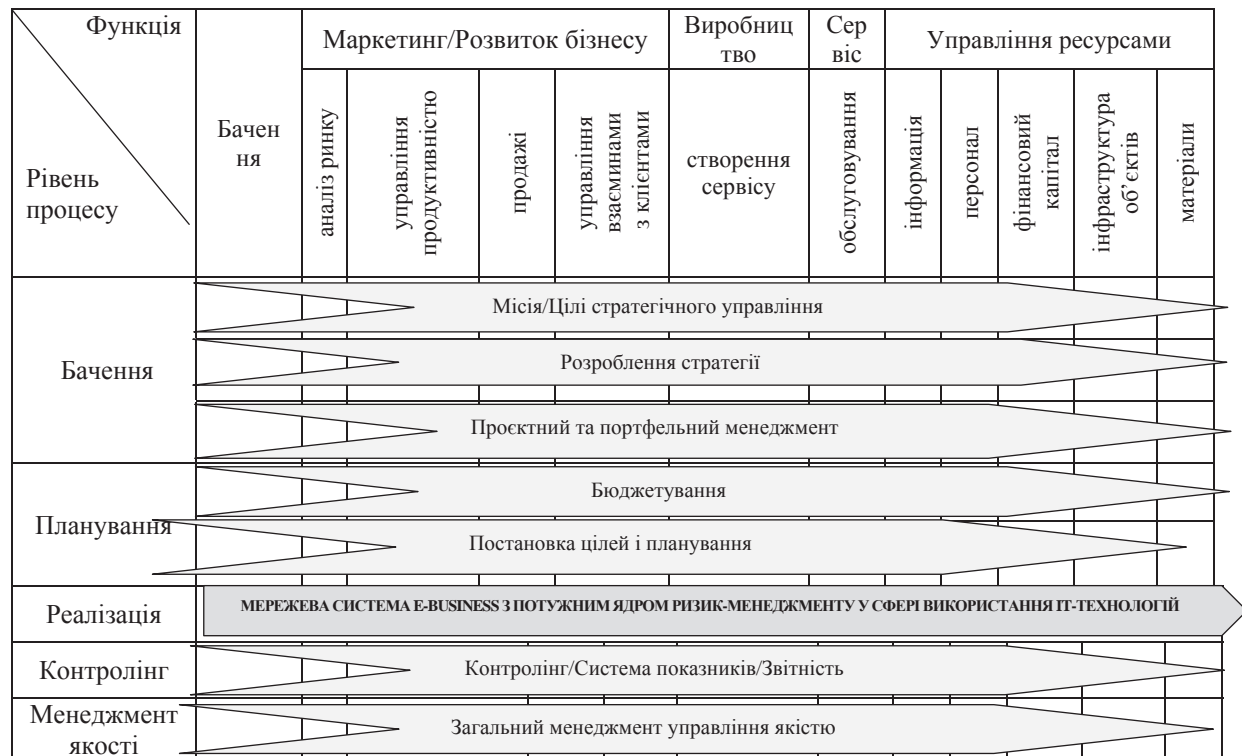 Функція
Рівень
процесу
Бачен
ня
Маркетинг/Розвиток бізнесу
Виробниц
тво
Сер
віс
Управління ресурсами
аналіз ринку
управління
продуктивністю
продажі
управління
взаєминами
з клієнтами
створення
сервісу
обслуговування
інформація
персонал
фінансовий
капітал
інфраструктура
об’єктів
матеріали
Бачення
Місія/Цілі стратегічного управління
Розроблення стратегії
Проєктний та портфельний менеджмент
Планування
Бюджетування
Постановка цілей і планування
Реалізація
МЕРЕЖЕВА СИСТЕМА E-BUSINESS З ПОТУЖНИМ ЯДРОМ РИЗИК-МЕНЕДЖМЕНТУ У СФЕРІ ВИКОРИСТАННЯ ІТ-ТЕХНОЛОГІЙ
Контролінг
Контролінг/Система показників/Звітність
Менеджмент
якості
Загальний менеджмент управління якістю